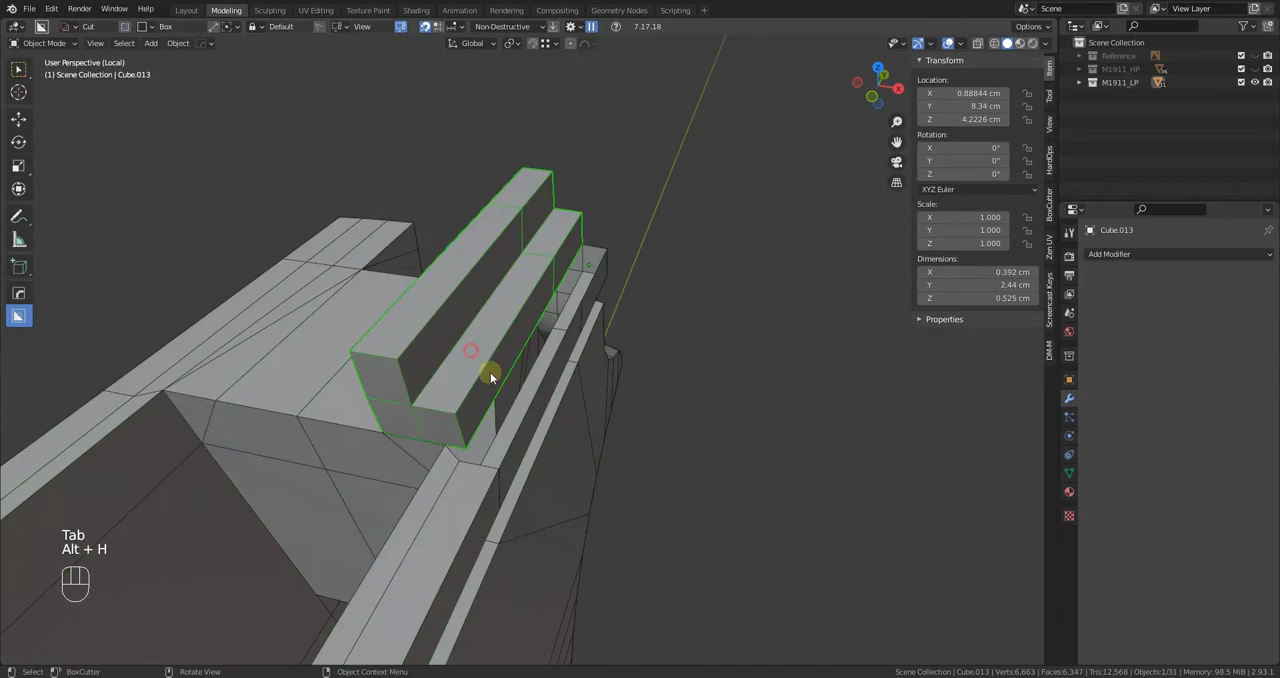 File Edit Render Window Help Layout Modeling Sculpting UV Editing Texture Paint Shading Animation Rendering Compositing Geometry Nodes Scripting + Scene View Layer
Cut Box Default View Non-Destructive 7.17.18 Options
Object Mode View Select Add Object Global
User Perspective (Local)
(1) Scene Collection | Cube.013
Z
Y
X
Transform
Location:
X 0.88844 cm
Y 8.34 cm
Z 4.2226 cm
Rotation:
X 0°
Y 0°
Z 0°
XYZ Euler
Scale:
X 1.000
Y 1.000
Z 1.000
Dimensions:
X 0.392 cm
Y 2.44 cm
Z 0.525 cm
Properties
Item
Tool
View
HardOps
BoxCutter
Zen UV
Screencast Keys
DM-M
Scene Collection
Reference
M1911_HP
M1911_LP
Cube.013
Add Modifier
Tab
Alt + H
Select BoxCutter Rotate View Object Context Menu Scene Collection | Cube.013 | Verts:6,663 | Faces:6,347 | Tris:12,568 | Objects:1/31 | Memory: 98.5 MiB | 2.93.1